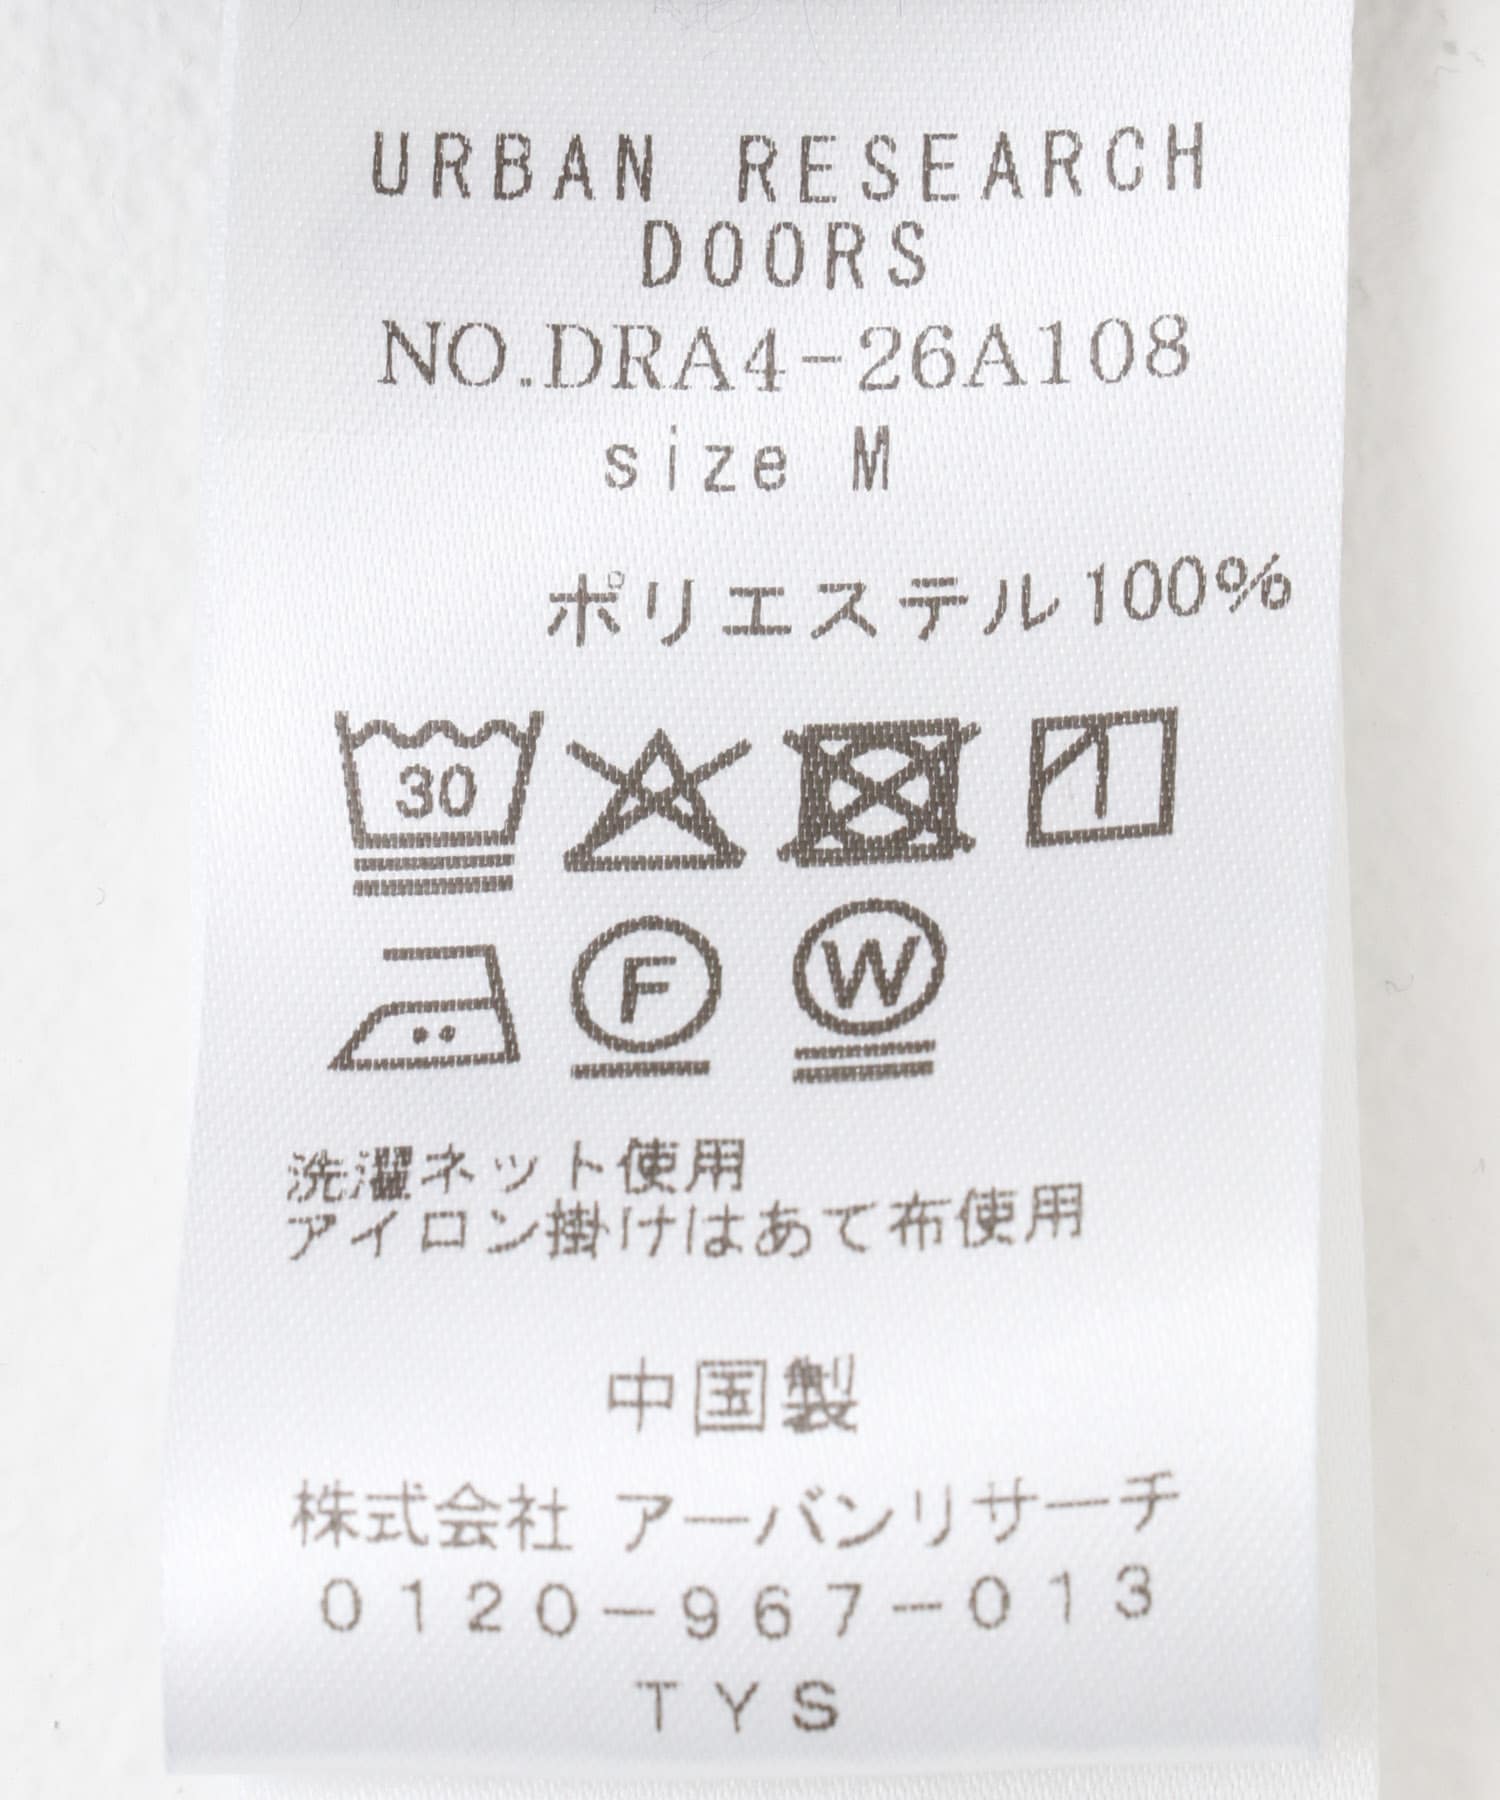 URBAN RESEARCH
DOORS
NO.DRA4-26A108
size M
ポリエステル100%
30
F
W
洗濯ネット使用
アイロン掛けはあて布使用
中国製
株式会社 アーバンリサーチ
0120-967-013
TYS